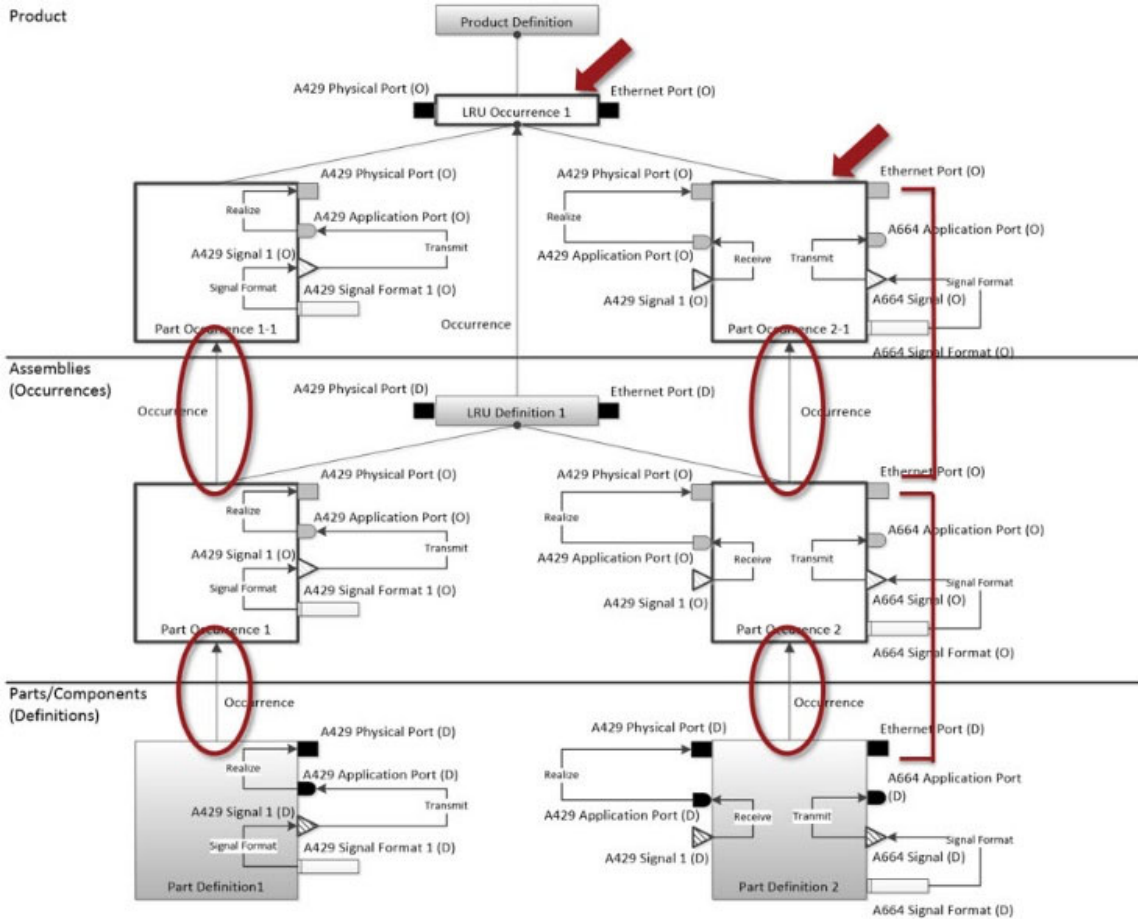 Product
Product Definition
A429 Physical Port (O)
Ethernet Port (O)
LRU Occurrence 1
A429 Physical Port (O)
Realize
A429 Application Port (O)
A429 Signal 1 (O)
Transmit
Signal Format
A429 Signal Format 1 (O)
Part Occurrence 1-1
Occurrence
A429 Physical Port (O)
Ethernet Port (O)
Realize
A664 Application Port (O)
A429 Application Port (O)
Receive
Transmit
A429 Signal 1 (O)
Signal Format
A664 Signal (O)
Part Occurrence 2-1
A664 Signal Format (O)
Assemblies
(Occurrences)
Occurrence
A429 Physical Port (D)
Ethernet Port (D)
LRU Definition 1
Occurrence
A429 Physical Port (O)
Realize
A429 Application Port (O)
A429 Signal 1 (O)
Transmit
Signal Format
A429 Signal Format 1 (O)
Part Occurrence 1
A429 Physical Port (O)
Ethernet Port (O)
Realize
A664 Application Port (O)
A429 Application Port (O)
Receive
Transmit
A429 Signal 1 (O)
Signal Format
A664 Signal (O)
Part Occurence 2
A664 Signal Format (O)
Parts/Components
(Definitions)
Occurrence
Occurrence
A429 Physical Port (D)
Realize
A429 Application Port (D)
A429 Signal 1 (D)
Transmit
Signal Format
A429 Signal Format 1 (D)
Part Definition1
A429 Physical Port (D)
Ethernet Port (D)
Realize
A664 Application Port
(D)
A429 Application Port (D)
Receive
Tranmit
A429 Signal 1 (D)
Signal Format
A664 Signal (D)
Part Definition 2
A664 Signal Format (D)